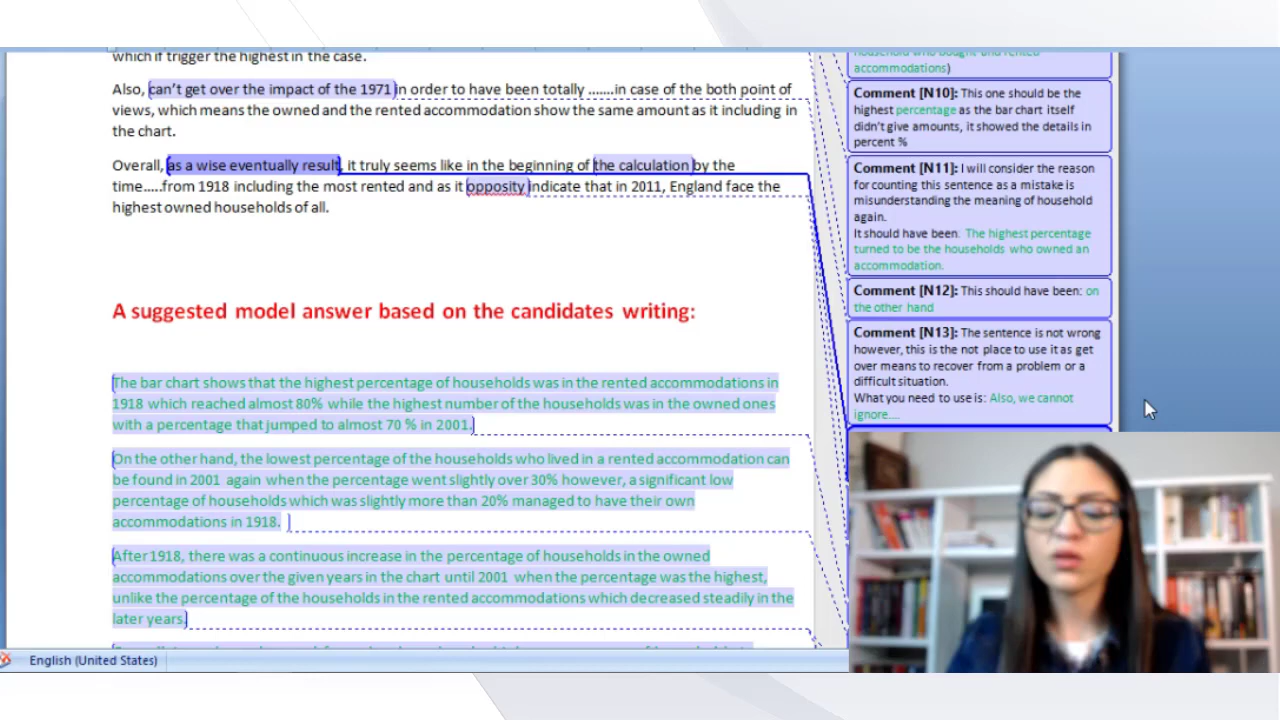 which if trigger the highest in the case.
Also, can't get over the impact of the 1971 in order to have been totally .......in case of the both point of
views, which means the owned and the rented accommodation show the same amount as it including in
the chart.
Overall, as a wise eventually result, it truly seems like in the beginning of the calculation by the
time.....from 1918 including the most rented and as it opposity indicate that in 2011, England face the
highest owned households of all.
A suggested model answer based on the candidates writing:
The bar chart shows that the highest percentage of households was in the rented accommodations in
1918 which reached almost 80% while the highest number of the households was in the owned ones
with a percentage that jumped to almost 70 % in 2001.
On the other hand, the lowest percentage of the households who lived in a rented accommodation can
be found in 2001 again when the percentage went slightly over 30% however, a significant low
percentage of households which was slightly more than 20% managed to have their own
accommodations in 1918.
After 1918, there was a continuous increase in the percentage of households in the owned
accommodations over the given years in the chart until 2001 when the percentage was the highest,
unlike the percentage of the households in the rented accommodations which decreased steadily in the
later years.
English (United States)
household who bought and rented
accommodations)
Comment [N10]: This one should be the
highest percentage as the bar chart itself
didn't give amounts, it showed the details in
percent %
Comment [N11]: I will consider the reason
for counting this sentence as a mistake is
misunderstanding the meaning of household
again.
It should have been: The highest percentage
turned to be the households who owned an
accommodation.
Comment [N12]: This should have been: on
the other hand
Comment [N13]: The sentence is not wrong
however, this is the not place to use it as get
over means to recover from a problem or a
difficult situation.
What you need to use is: Also, we cannot
ignore....